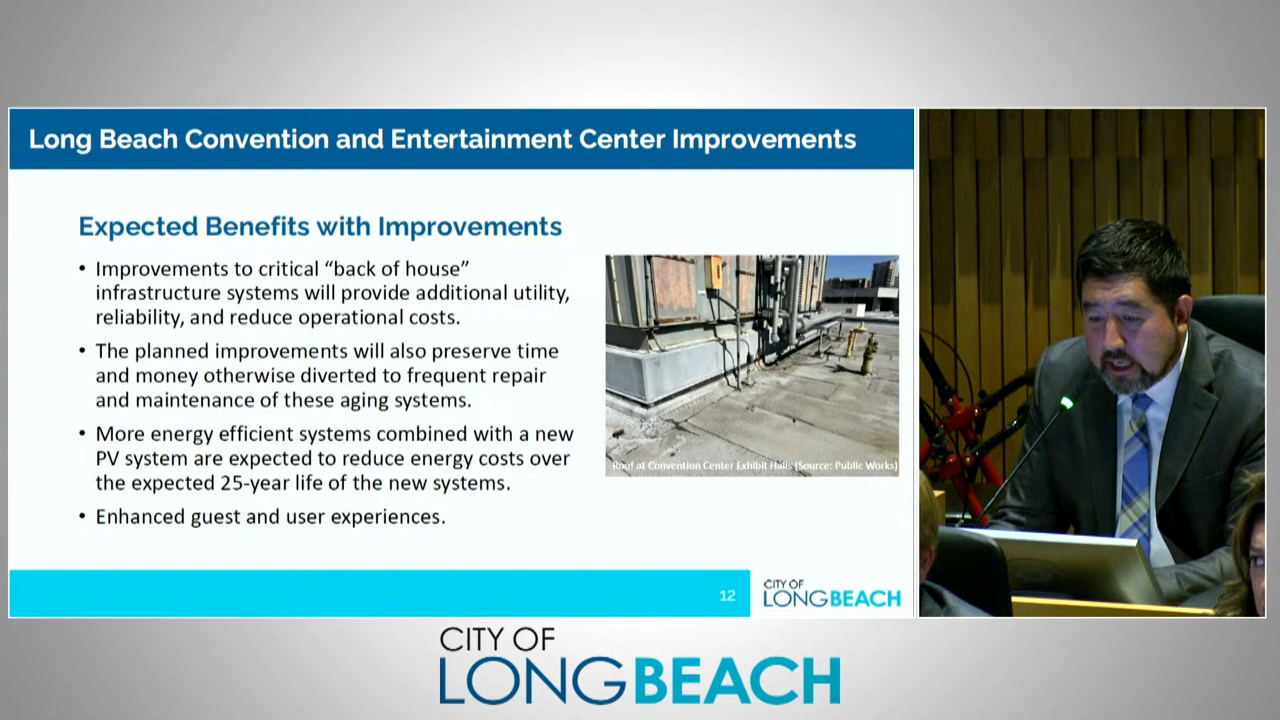 Long Beach Convention and Entertainment Center Improvements
Expected Benefits with Improvements
• Improvements to critical “back of house”
infrastructure systems will provide additional utility,
reliability, and reduce operational costs.
• The planned improvements will also preserve time
and money otherwise diverted to frequent repair
and maintenance of these aging systems.
• More energy efficient systems combined with a new
PV system are expected to reduce energy costs over
the expected 25-year life of the new systems.
• Enhanced guest and user experiences.
Roof at Convention Center Exhibit Halls (Source: Public Works)
12
CITY OF
LONGBEACH
CITY OF
LONGBEACH